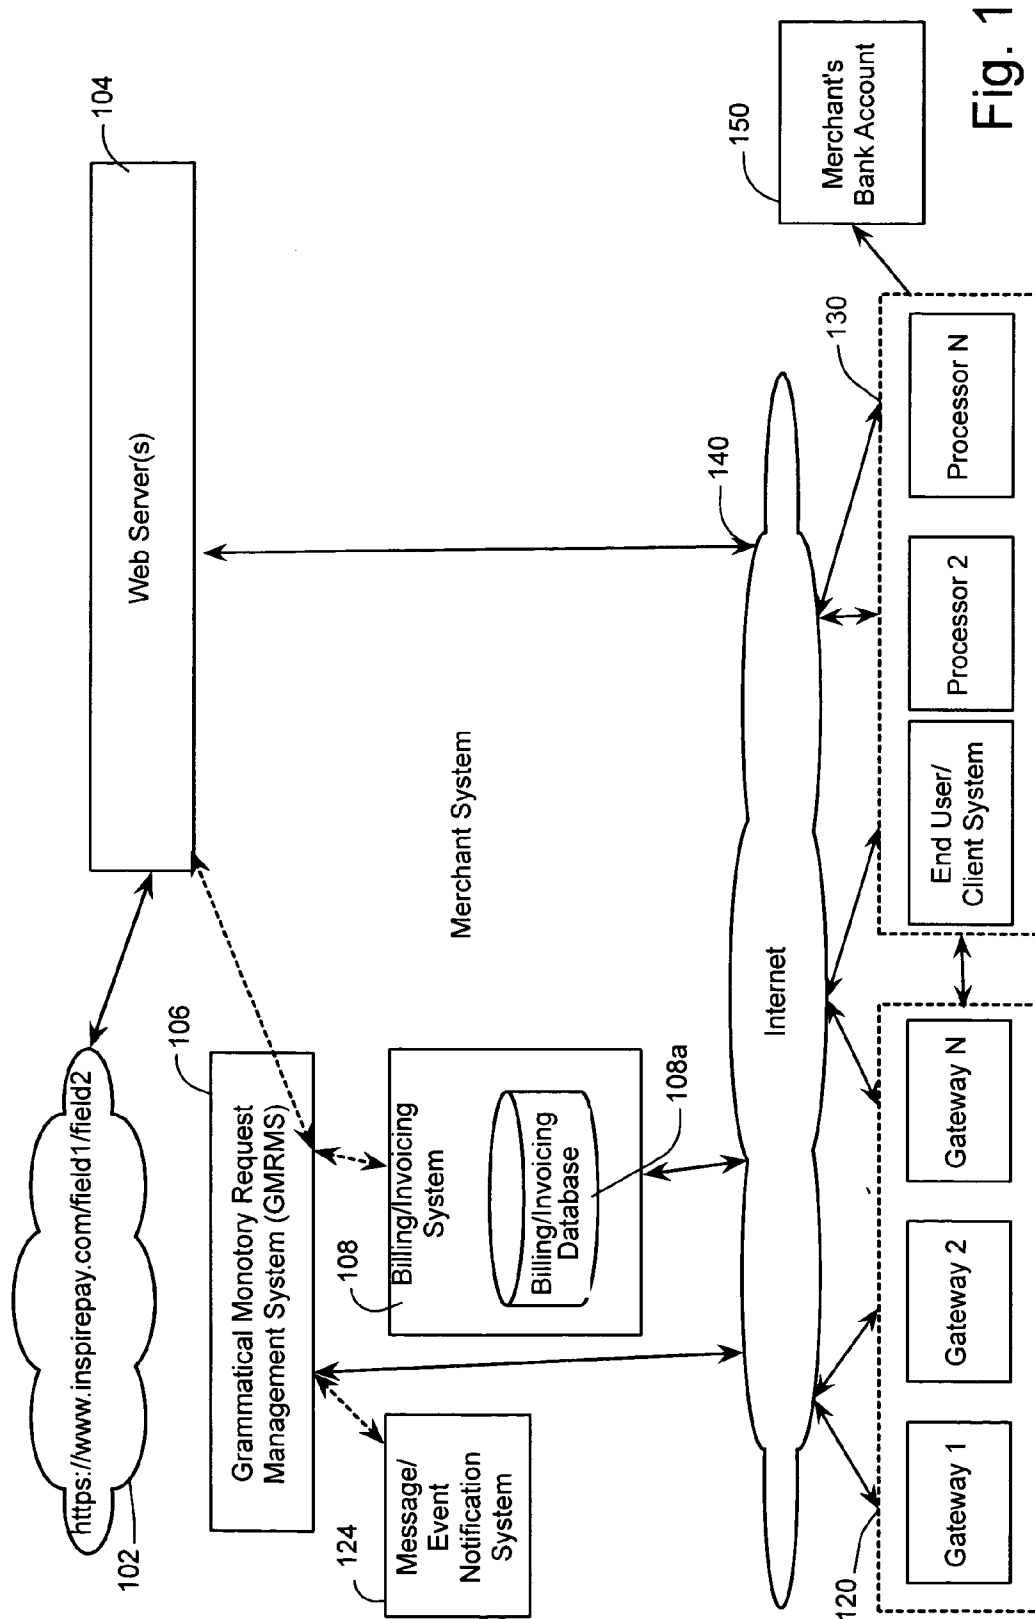 https://www.inspirepay.com/field1/field2
102
104
Web Server(s)
106
Grammatical Monotory Request
Management System (GMRMS)
124
Message/
Event
Notification
System
108
Billing/Invoicing
System
Billing/Invoicing
Database
108a
Merchant System
140
Internet
120
Gateway 1
Gateway 2
Gateway N
130
End User/
Client System
Processor 2
Processor N
150
Merchant's
Bank Account
Fig. 1